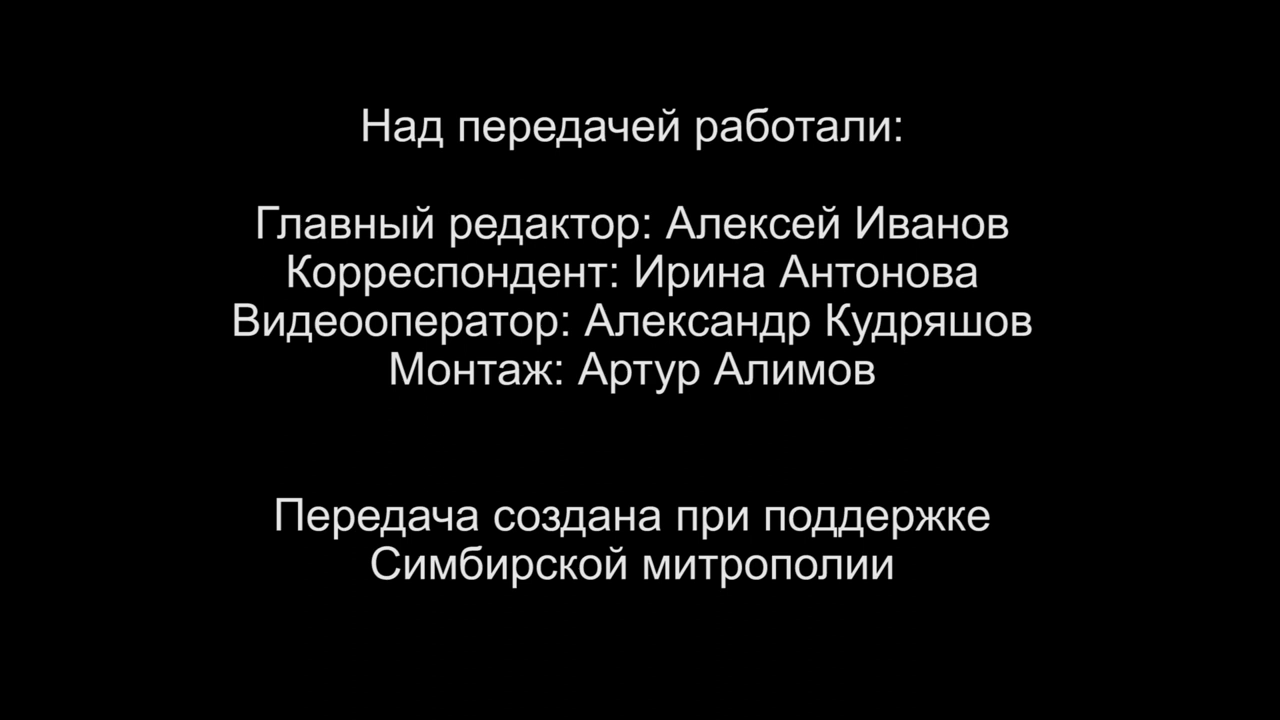 Над передачей работали:
Главный редактор: Алексей Иванов
Корреспондент: Ирина Антонова
Видеооператор: Александр Кудряшов
Монтаж: Артур Алимов
Передача создана при поддержке
Симбирской митрополии